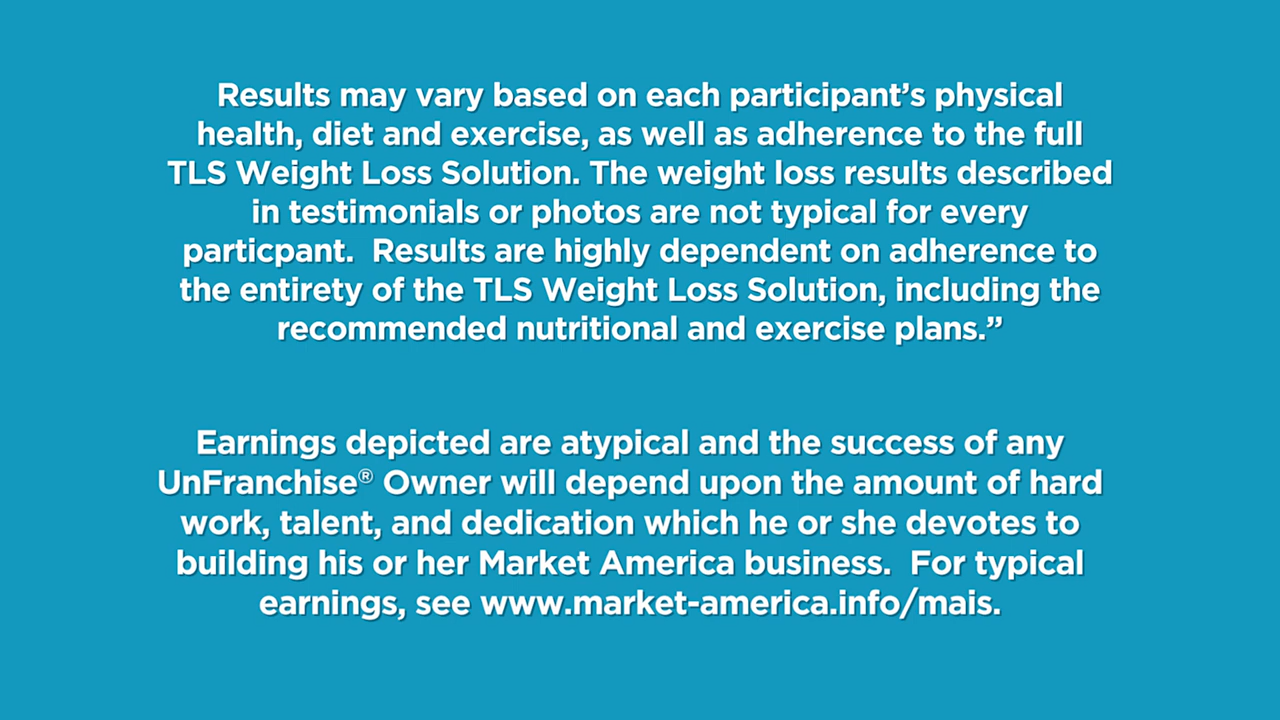 Results may vary based on each participant’s physical
health, diet and exercise, as well as adherence to the full
TLS Weight Loss Solution. The weight loss results described
in testimonials or photos are not typical for every
particpant.  Results are highly dependent on adherence to
the entirety of the TLS Weight Loss Solution, including the
recommended nutritional and exercise plans.”
Earnings depicted are atypical and the success of any
UnFranchise® Owner will depend upon the amount of hard
work, talent, and dedication which he or she devotes to
building his or her Market America business.  For typical
earnings, see www.market-america.info/mais.